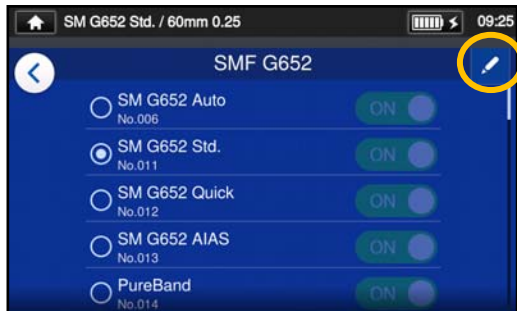 SM G652 Std. / 60mm 0.25 09:25
SMF G652
SM G652 Auto ON
No.006
SM G652 Std. ON
No.011
SM G652 Quick ON
No.012
SM G652 AIAS ON
No.013
PureBand ON
No.014